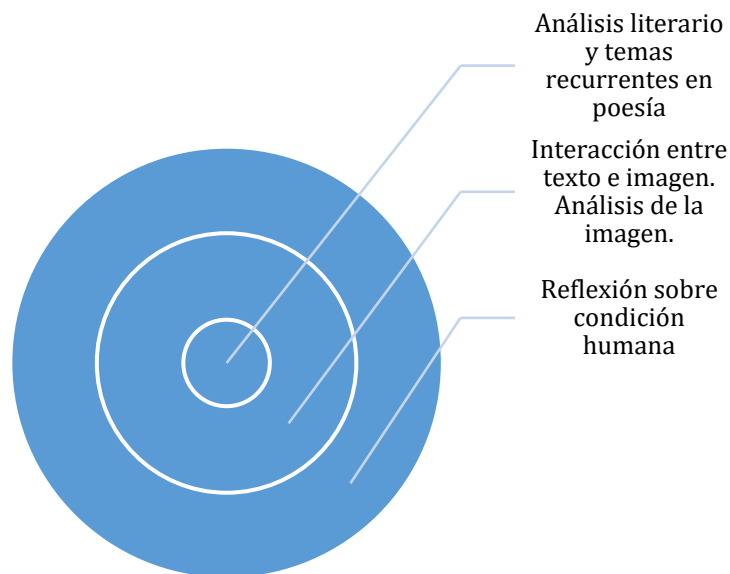 Análisis literario
y temas
recurrentes en
poesía
Interacción entre
texto e imagen.
Análisis de la
imagen.
Reflexión sobre
condición
humana